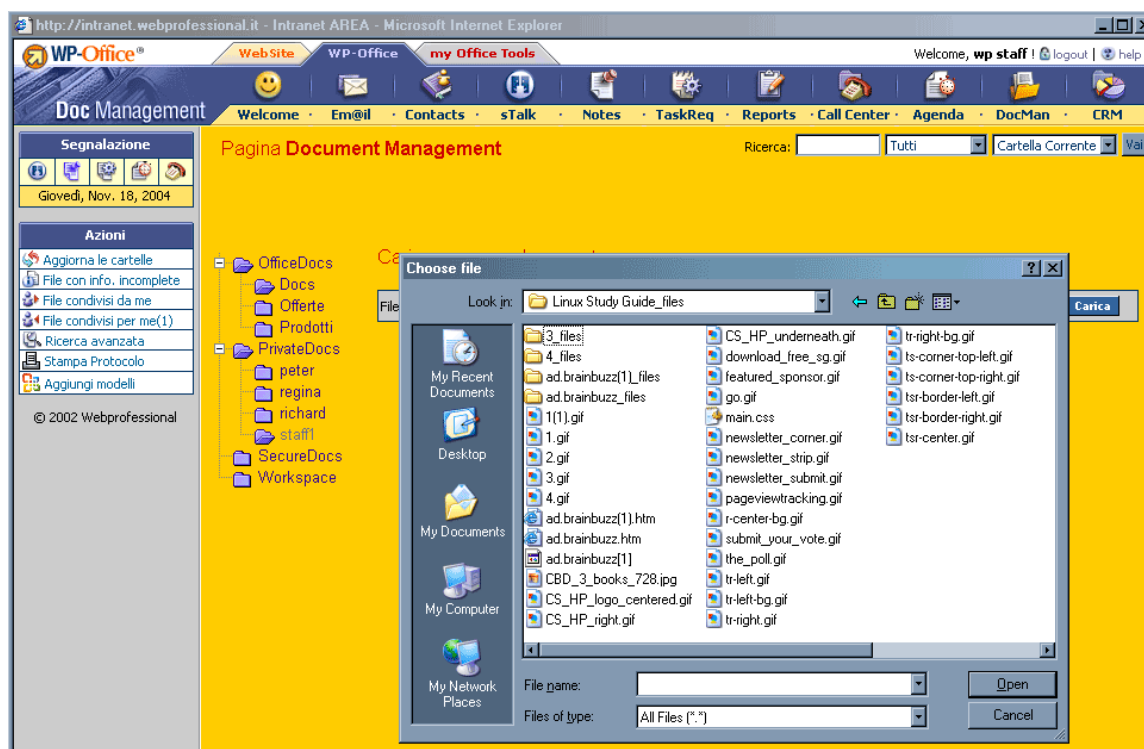 http://intranet.webprofessional.it - Intranet AREA - Microsoft Internet Explorer
WP-Office®
WebSite WP-Office my Office Tools
Welcome, wp staff ! logout | help
Doc Management
Welcome · Em@il · Contacts · sTalk · Notes · TaskReq · Reports · Call Center · Agenda · DocMan · CRM
Segnalazione
Giovedì, Nov. 18, 2004
Azioni
Aggiorna le cartelle
File con info. incomplete
File condivisi da me
File condivisi per me(1)
Ricerca avanzata
Stampa Protocolo
Aggiungi modelli
© 2002 Webprofessional
Pagina Document Management
Ricerca: Tutti Cartella Corrente Vai
OfficeDocs
Docs
Offerte
Prodotti
PrivateDocs
peter
regina
richard
staff1
SecureDocs
Workspace
File
Carica
Choose file
Look in: Linux Study Guide_files
My Recent Documents
Desktop
My Documents
My Computer
My Network Places
3_files
4_files
ad.brainbuzz(1)_files
ad.brainbuzz_files
1(1).gif
1.gif
2.gif
3.gif
4.gif
ad.brainbuzz(1).htm
ad.brainbuzz.htm
ad.brainbuzz[1]
CBD_3_books_728.jpg
CS_HP_logo_centered.gif
CS_HP_right.gif
CS_HP_underneath.gif
download_free_sg.gif
featured_sponsor.gif
go.gif
main.css
newsletter_corner.gif
newsletter_strip.gif
newsletter_submit.gif
pageviewtracking.gif
r-center-bg.gif
submit_your_vote.gif
the_poll.gif
tr-left.gif
tr-left-bg.gif
tr-right.gif
tr-right-bg.gif
ts-corner-top-left.gif
ts-corner-top-right.gif
tsr-border-left.gif
tsr-border-right.gif
tsr-center.gif
File name:
Open
Files of type: All Files (*.*)
Cancel